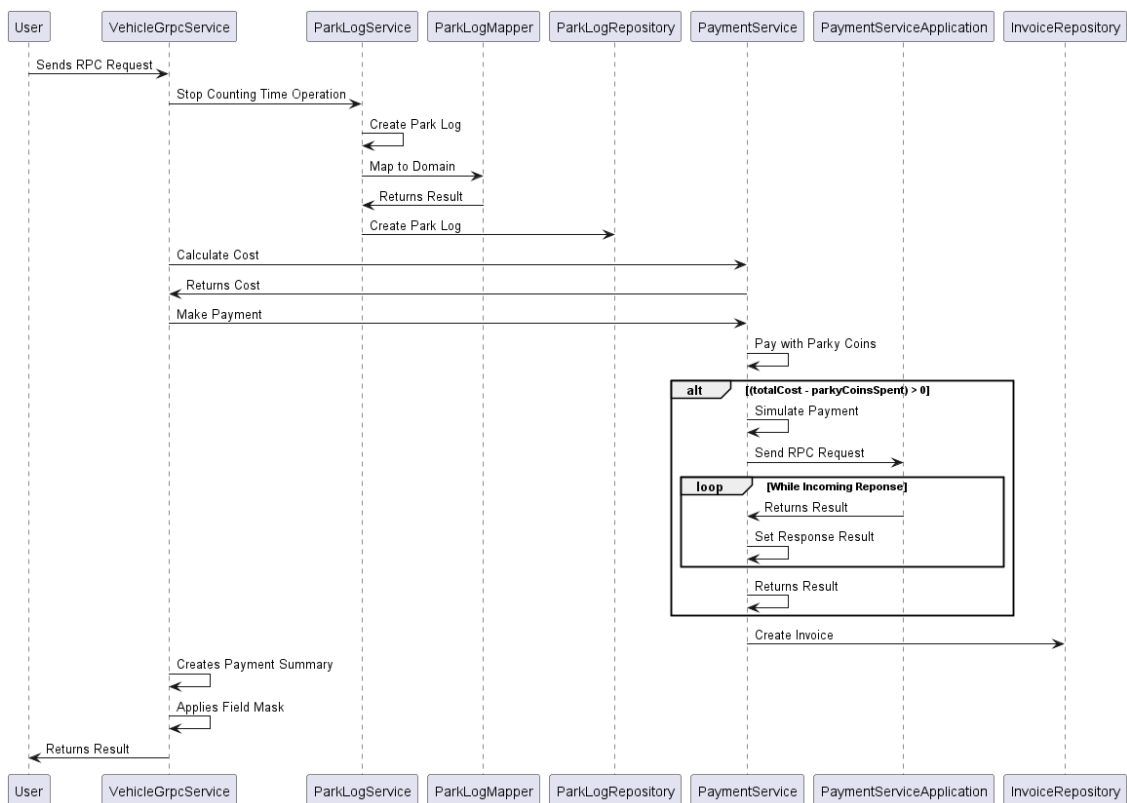 User VehicleGrpcService ParkLogService ParkLogMapper ParkLogRepository PaymentService PaymentServiceApplication InvoiceRepository
Sends RPC Request
Stop Counting Time Operation
Create Park Log
Map to Domain
Returns Result
Create Park Log
Calculate Cost
Returns Cost
Make Payment
Pay with Parky Coins
alt [(totalCost - parkyCoinsSpent) > 0]
Simulate Payment
Send RPC Request
loop [While Incoming Reponse]
Returns Result
Set Response Result
Returns Result
Create Invoice
Creates Payment Summary
Applies Field Mask
Returns Result
User VehicleGrpcService ParkLogService ParkLogMapper ParkLogRepository PaymentService PaymentServiceApplication InvoiceRepository